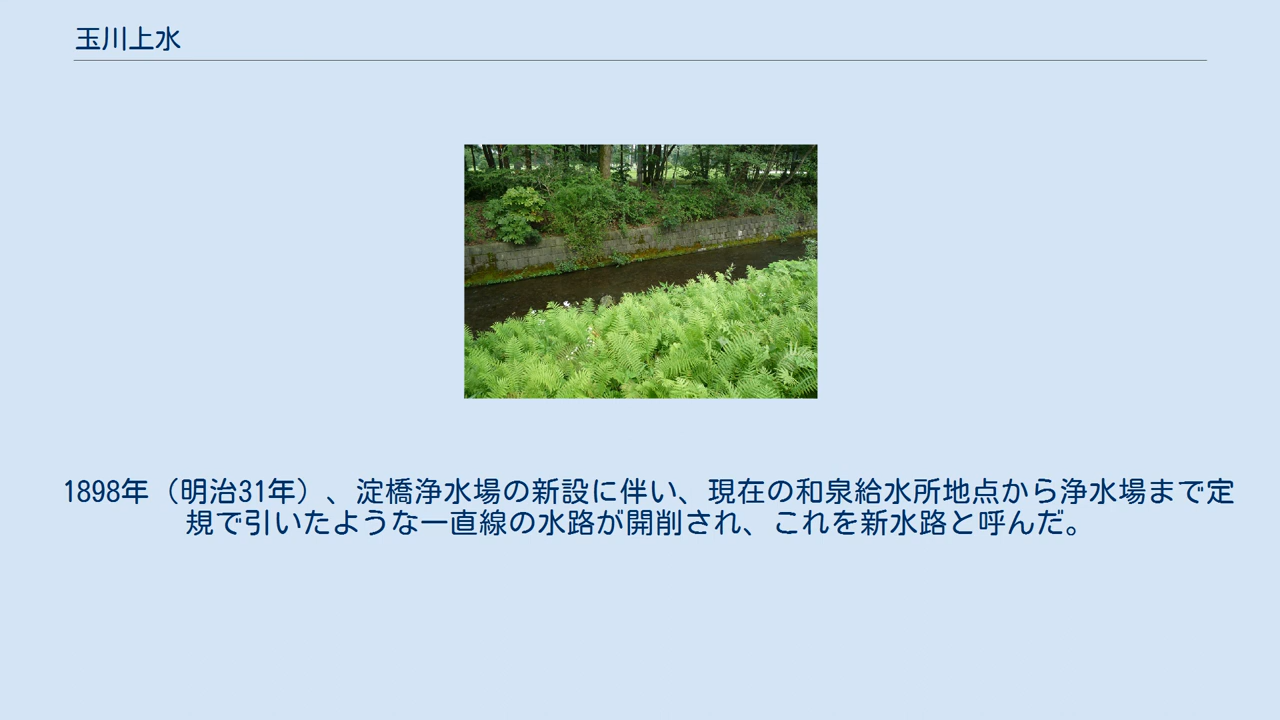 玉川上水
1898年（明治31年）、淀橋浄水場の新設に伴い、現在の和泉給水所地点から浄水場まで定
規で引いたような一直線の水路が開削され、これを新水路と呼んだ。